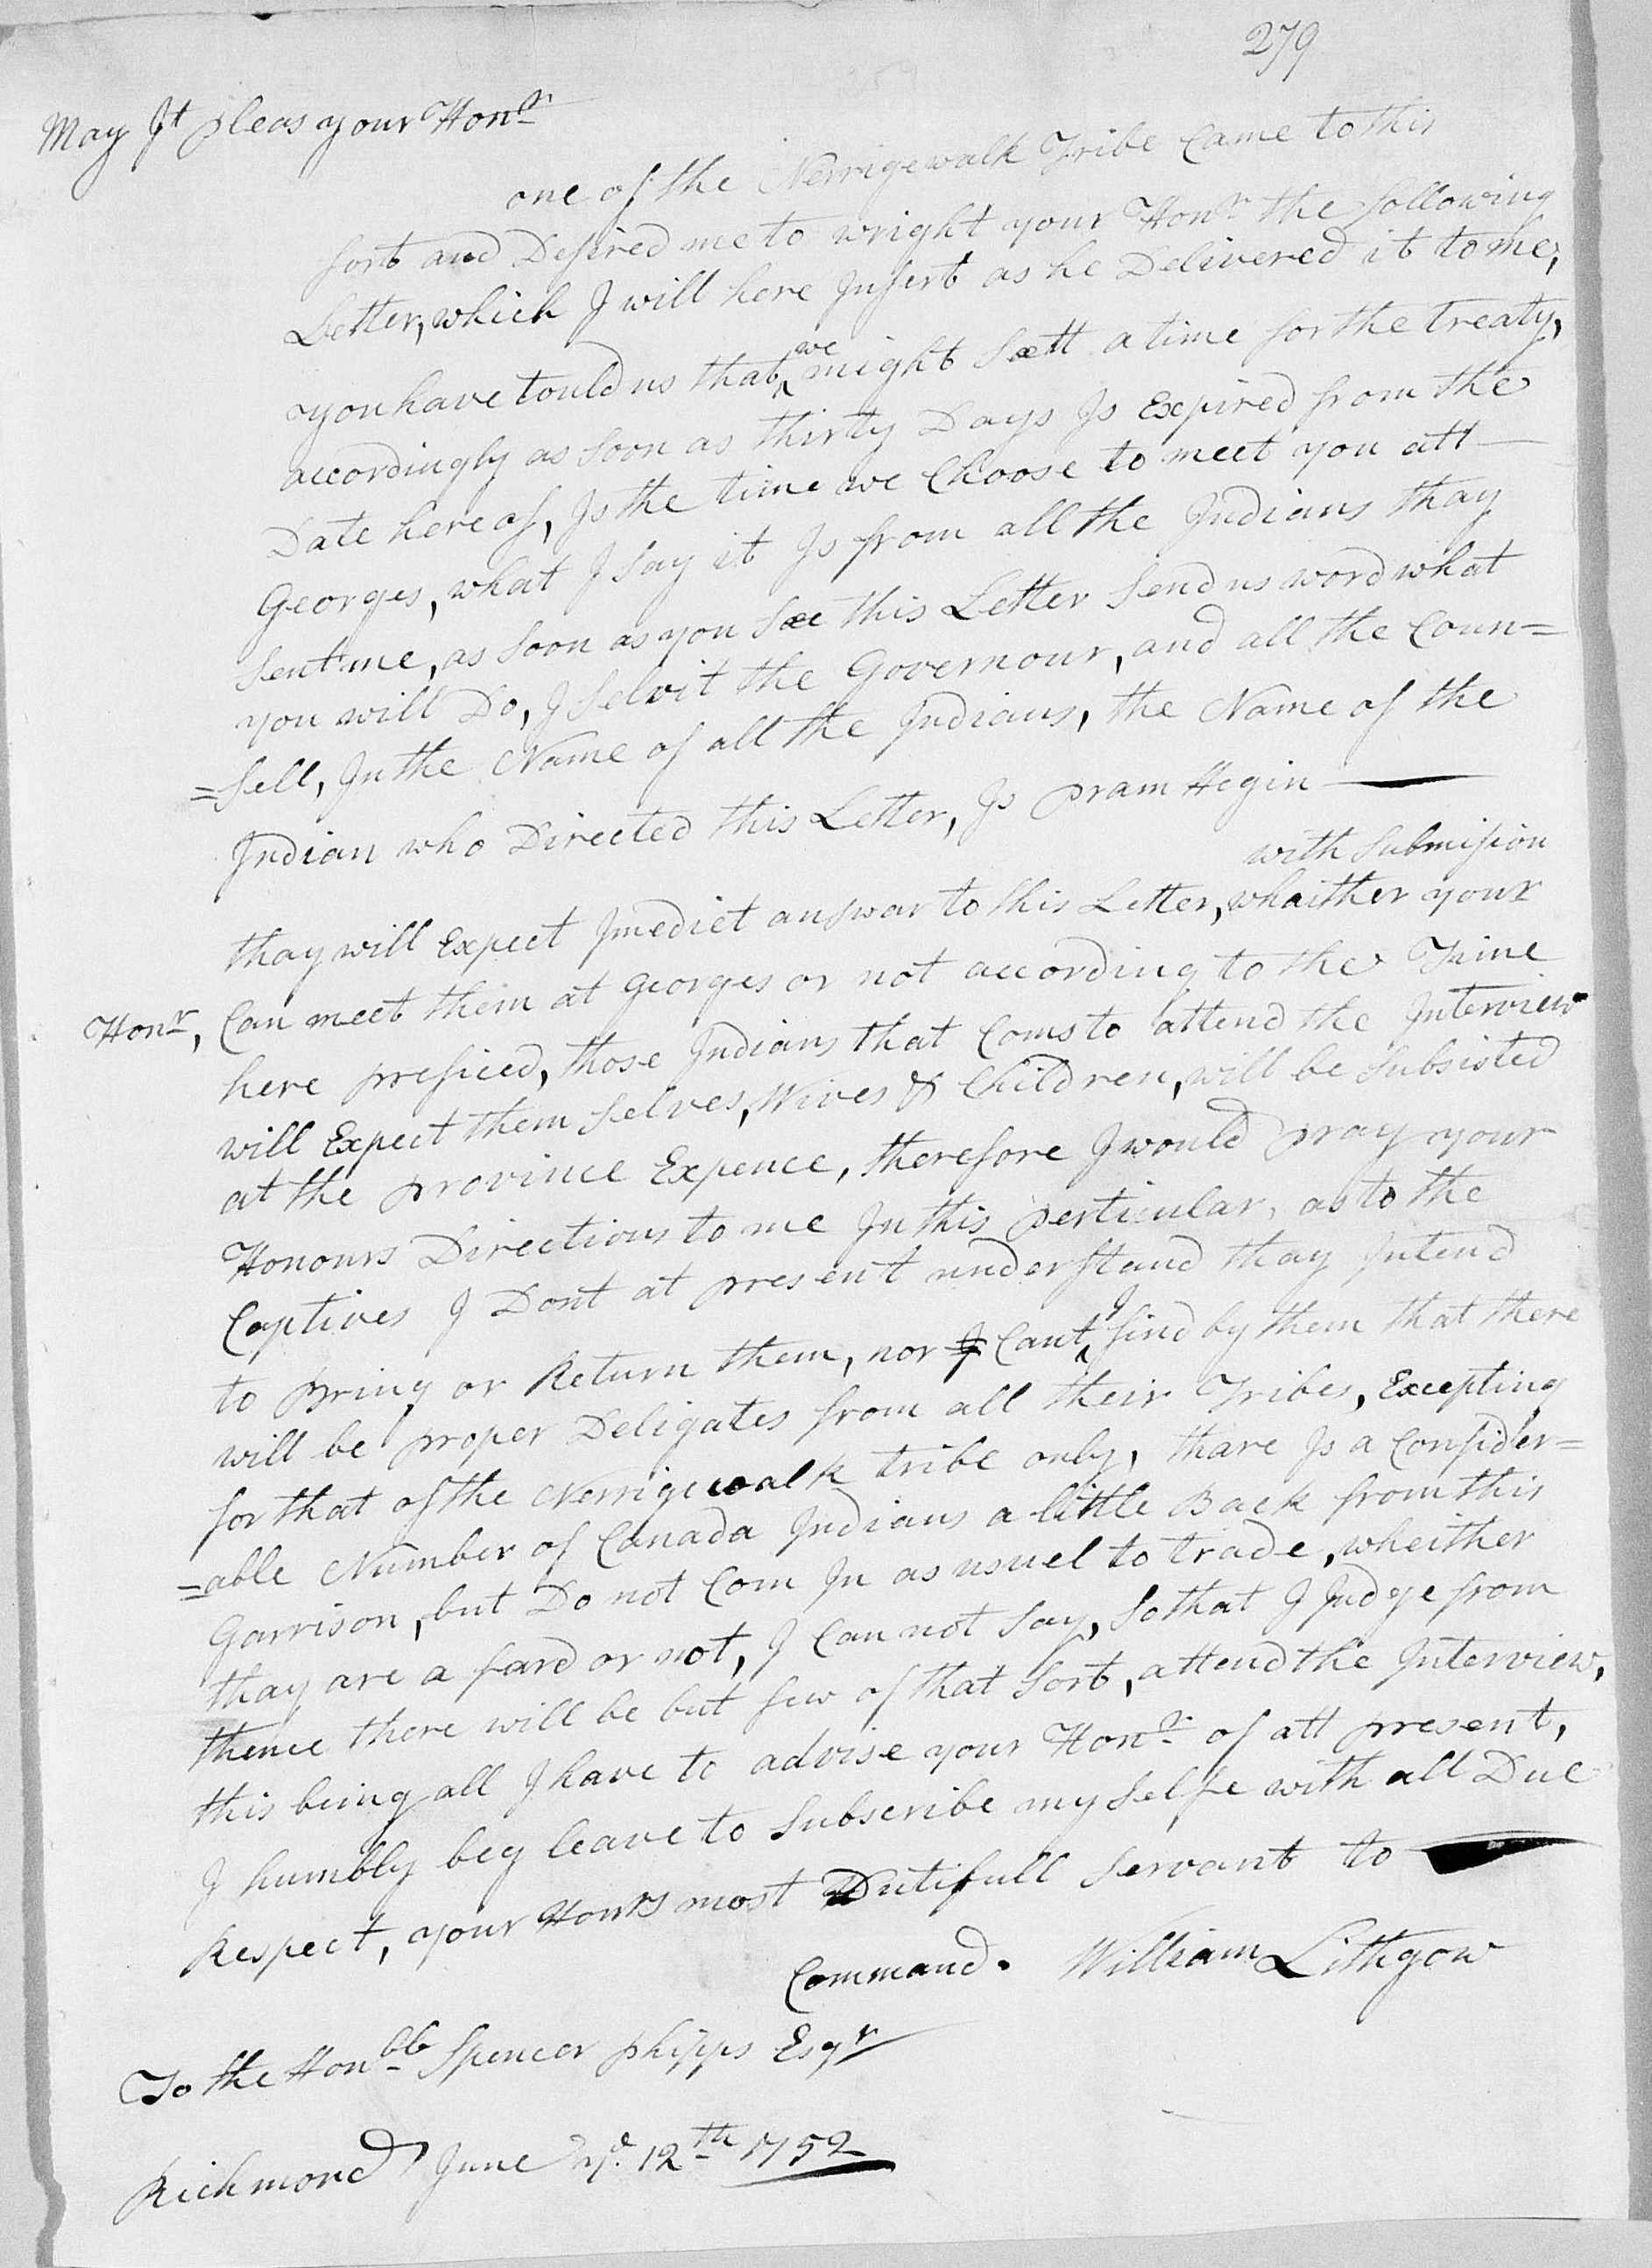 279
May It pleas your Honr
one of the Nerrigewalk Tribe Came to this
fort and Desired me to wright your Honr the following
Letter, which I will here Insert as he Delivered it to me,
you have tould us that we might sett a time for the treaty,
accordingly as soon as thirty Days Is Expired from the
Date hereof, Is the time we Choose to meet you att
Georges, what I say it Is from all the Indians thay
sent me, as soon as you see this Letter send us word what
you will Do, I selvit the Governour, and all the Coun=
=sell, In the Name of all the Indians, the Name of the
Indian who Directed this Letter, Is Pram Hegin
with submission
thay will Expect Imediet answar to this Letter, whaither your
Honr, Can meet them at Georges or not according to the Time
here preficed, those Indians that Coms to attend the Interview
will Expect them selves, Wives & Children, will be subsisted
at the province Expence, therefore I would pray your
Honours Directions to me In this perticular, as to the
Captives I Dont at present understand thay Intend
to Bring or Return them, nor I Cant I find by them that there
will be proper Deligates from all their Tribes, Excepting
for that of the Nerrigewalk tribe only, thare Is a Consider=
=able Number of Canada Indians a little Back from this
Garrison, but Do not Com In as usuel to trade, wheither
thay are a fard or not, I Can not say, so that I Judge from
thence there will be but few of that sort, attend the Interview,
this being all I have to advise your Honr of att present,
I humbly beg leave to subscribe my selfe with all Due
Respect, your Honrs most Dutifull servant to
Command. William Lithgow
To the Honble Spencer phipps Esqr
Richmond June ye 12th 1752